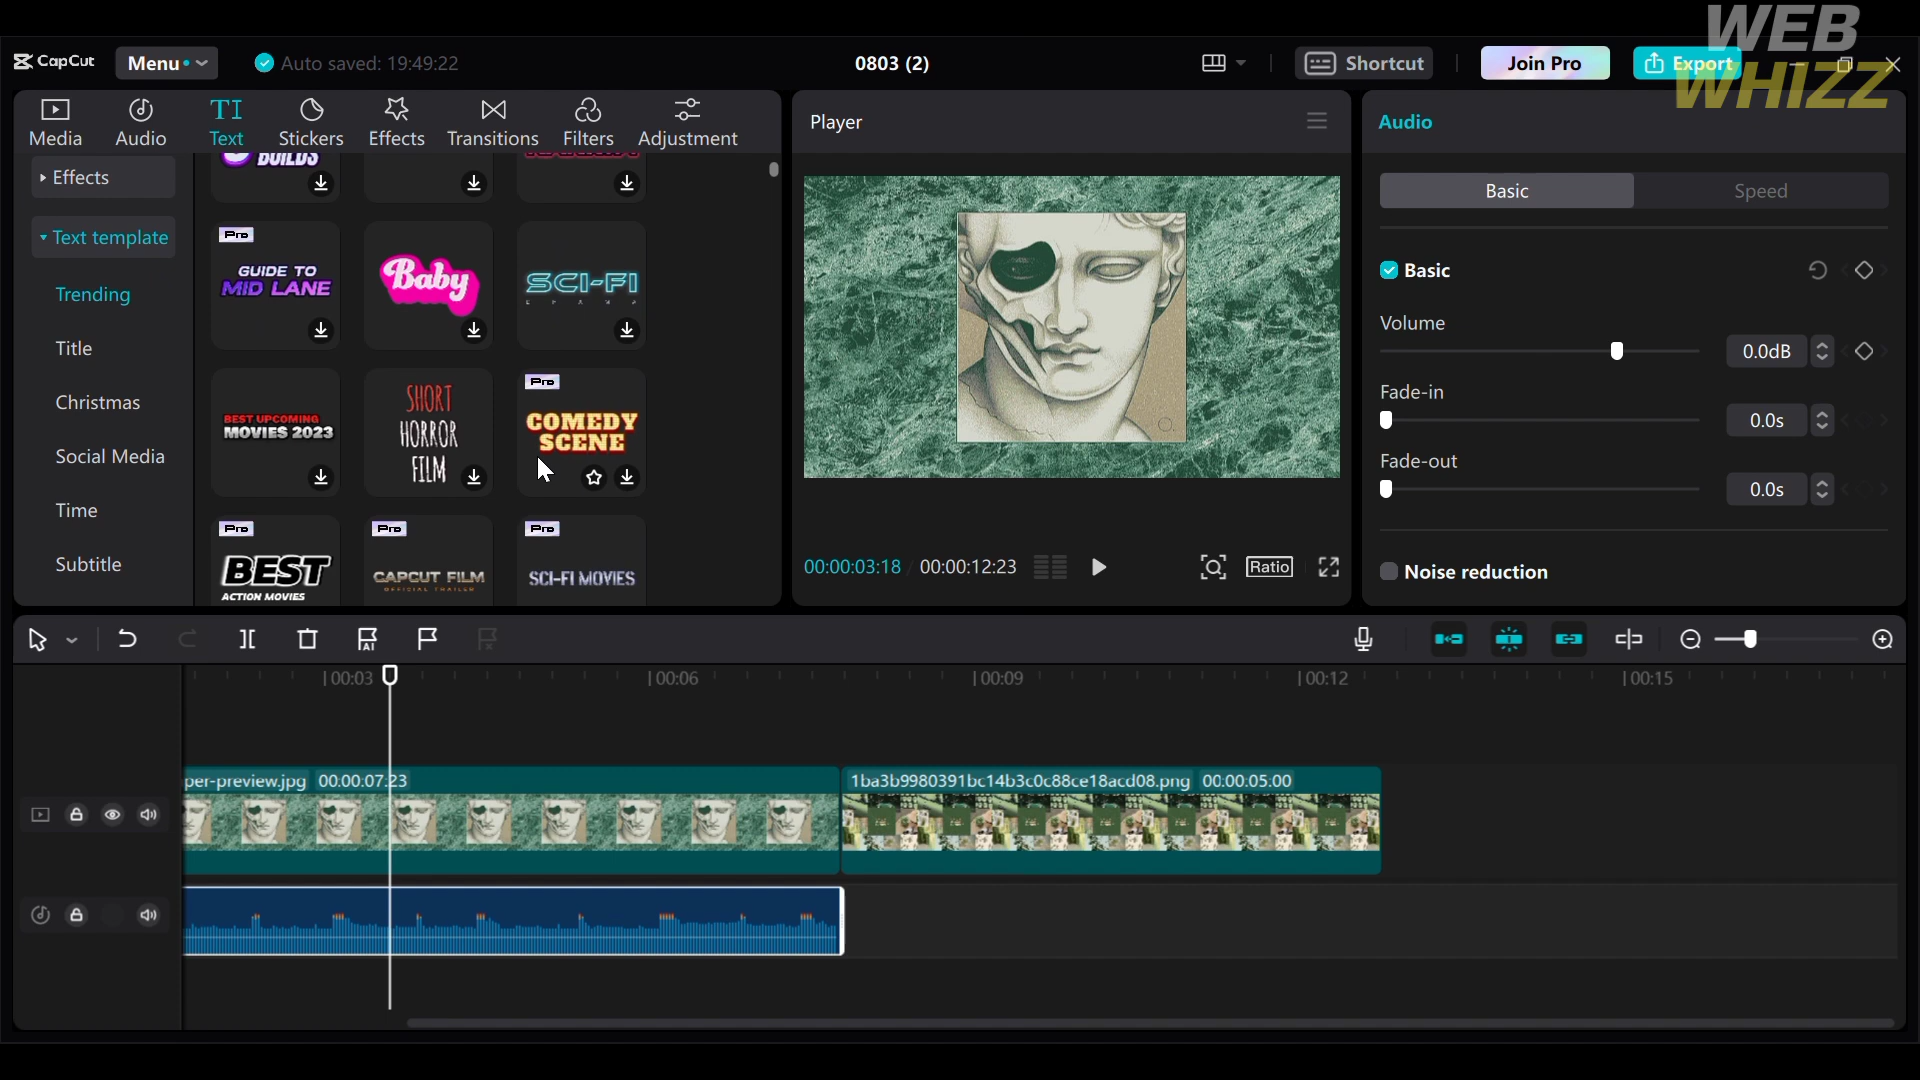 WEB
WHIZZ
CapCut
Menu
Auto saved: 19:49:22
0803 (2)
Shortcut
Join Pro
Export
Media
Audio
Text
Stickers
Effects
Transitions
Filters
Adjustment
Effects
Text template
Trending
Title
Christmas
Social Media
Time
Subtitle
BUILDS
Pro
GUIDE TO
MID LANE
Baby
SCI-FI
BEST UPCOMING
MOVIES 2023
SHORT
HORROR
FILM
Pro
COMEDY
SCENE
Pro
BEST
ACTION MOVIES
Pro
CAPCUT FILM
OFFICIAL TRAILER
Pro
SCI-FI MOVIES
Player
00:00:03:18
00:00:12:23
Ratio
Audio
Basic
Speed
Basic
Volume
0.0dB
Fade-in
0.0s
Fade-out
0.0s
Noise reduction
AI
00:03
00:06
00:09
00:12
00:15
per-preview.jpg 00:00:07:23
1ba3b9980391bc14b3c0c88ce18acd08.png 00:00:05:00